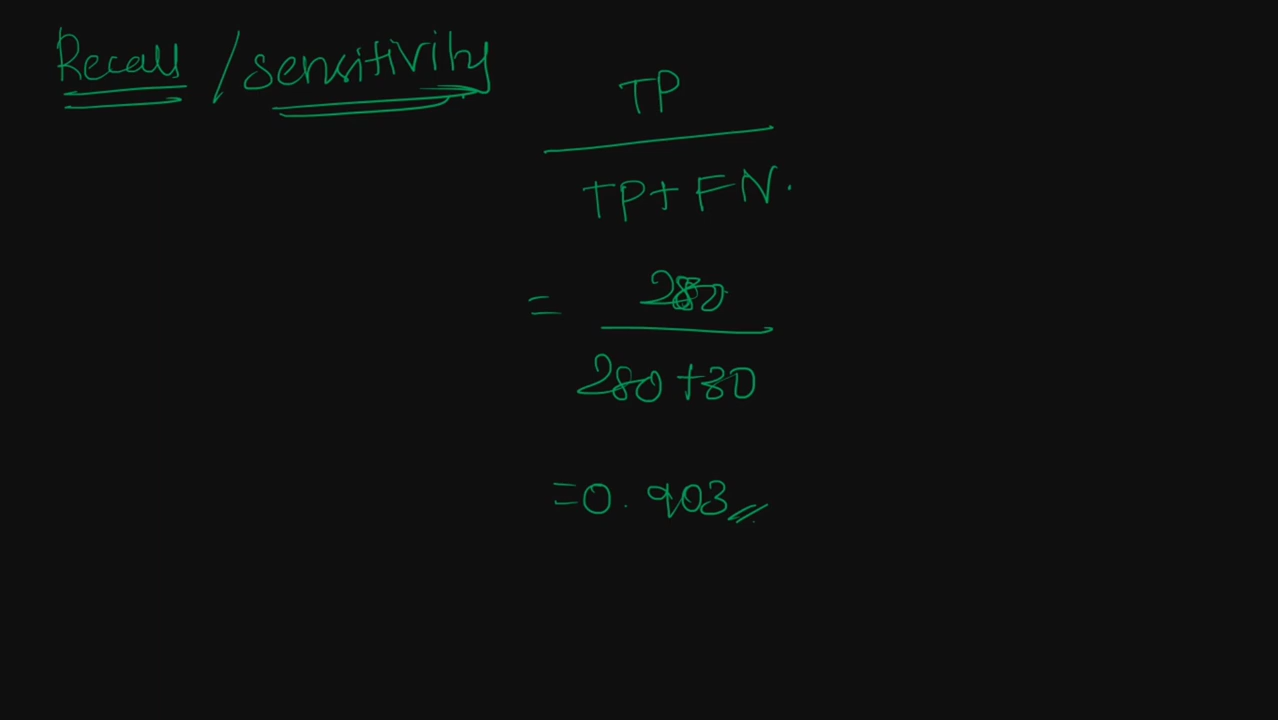 Recall / sensitivity
TP
TP + FN.
= 280
280 + 30
= 0.903